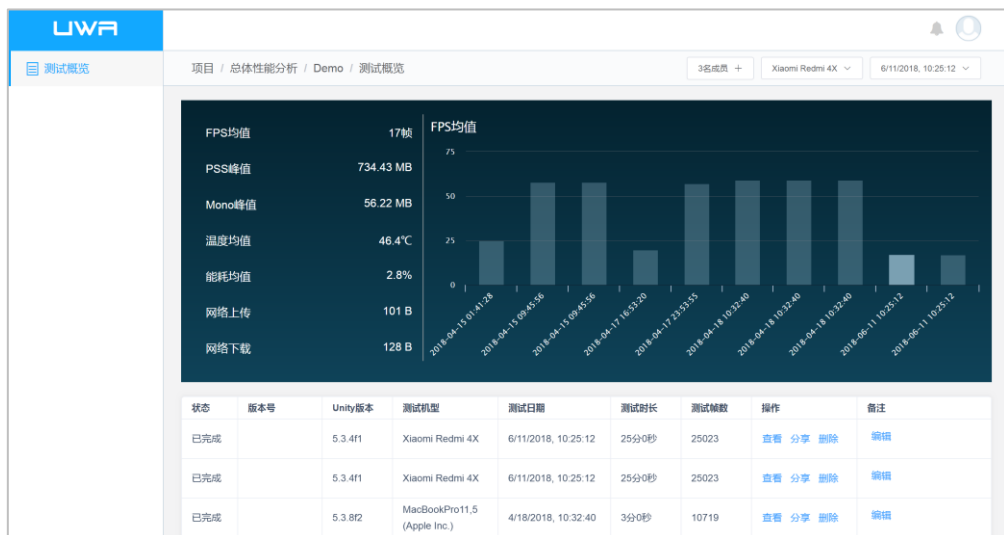 UWA
测试概览
项目 / 总体性能分析 / Demo / 测试概览
3名成员 +
Xiaomi Redmi 4X
6/11/2018, 10:25:12
FPS均值 17帧
PSS峰值 734.43 MB
Mono峰值 56.22 MB
温度均值 46.4℃
能耗均值 2.8%
网络上传 101 B
网络下载 128 B
FPS均值
75
50
25
0
2018-04-15 01:41:28
2018-04-15 09:45:56
2018-04-15 09:45:56
2018-04-17 16:53:20
2018-04-17 23:53:55
2018-04-18 10:32:40
2018-04-18 10:32:40
2018-04-18 10:32:40
2018-06-11 10:25:12
2018-06-11 10:25:12
状态 版本号 Unity版本 测试机型 测试日期 测试时长 测试帧数 操作 备注
已完成 5.3.4f1 Xiaomi Redmi 4X 6/11/2018, 10:25:12 25分0秒 25023 查看 分享 删除 编辑
已完成 5.3.4f1 Xiaomi Redmi 4X 6/11/2018, 10:25:12 25分0秒 25023 查看 分享 删除 编辑
已完成 5.3.8f2 MacBookPro11,5 (Apple Inc.) 4/18/2018, 10:32:40 3分0秒 10719 查看 分享 删除 编辑